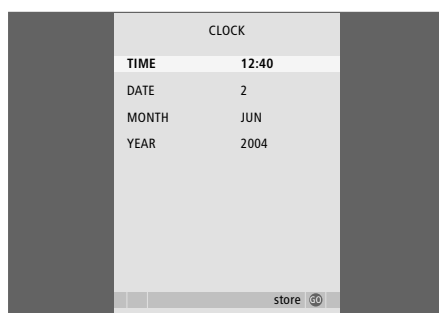 CLOCK
TIME 12:40
DATE 2
MONTH JUN
YEAR 2004
store GO